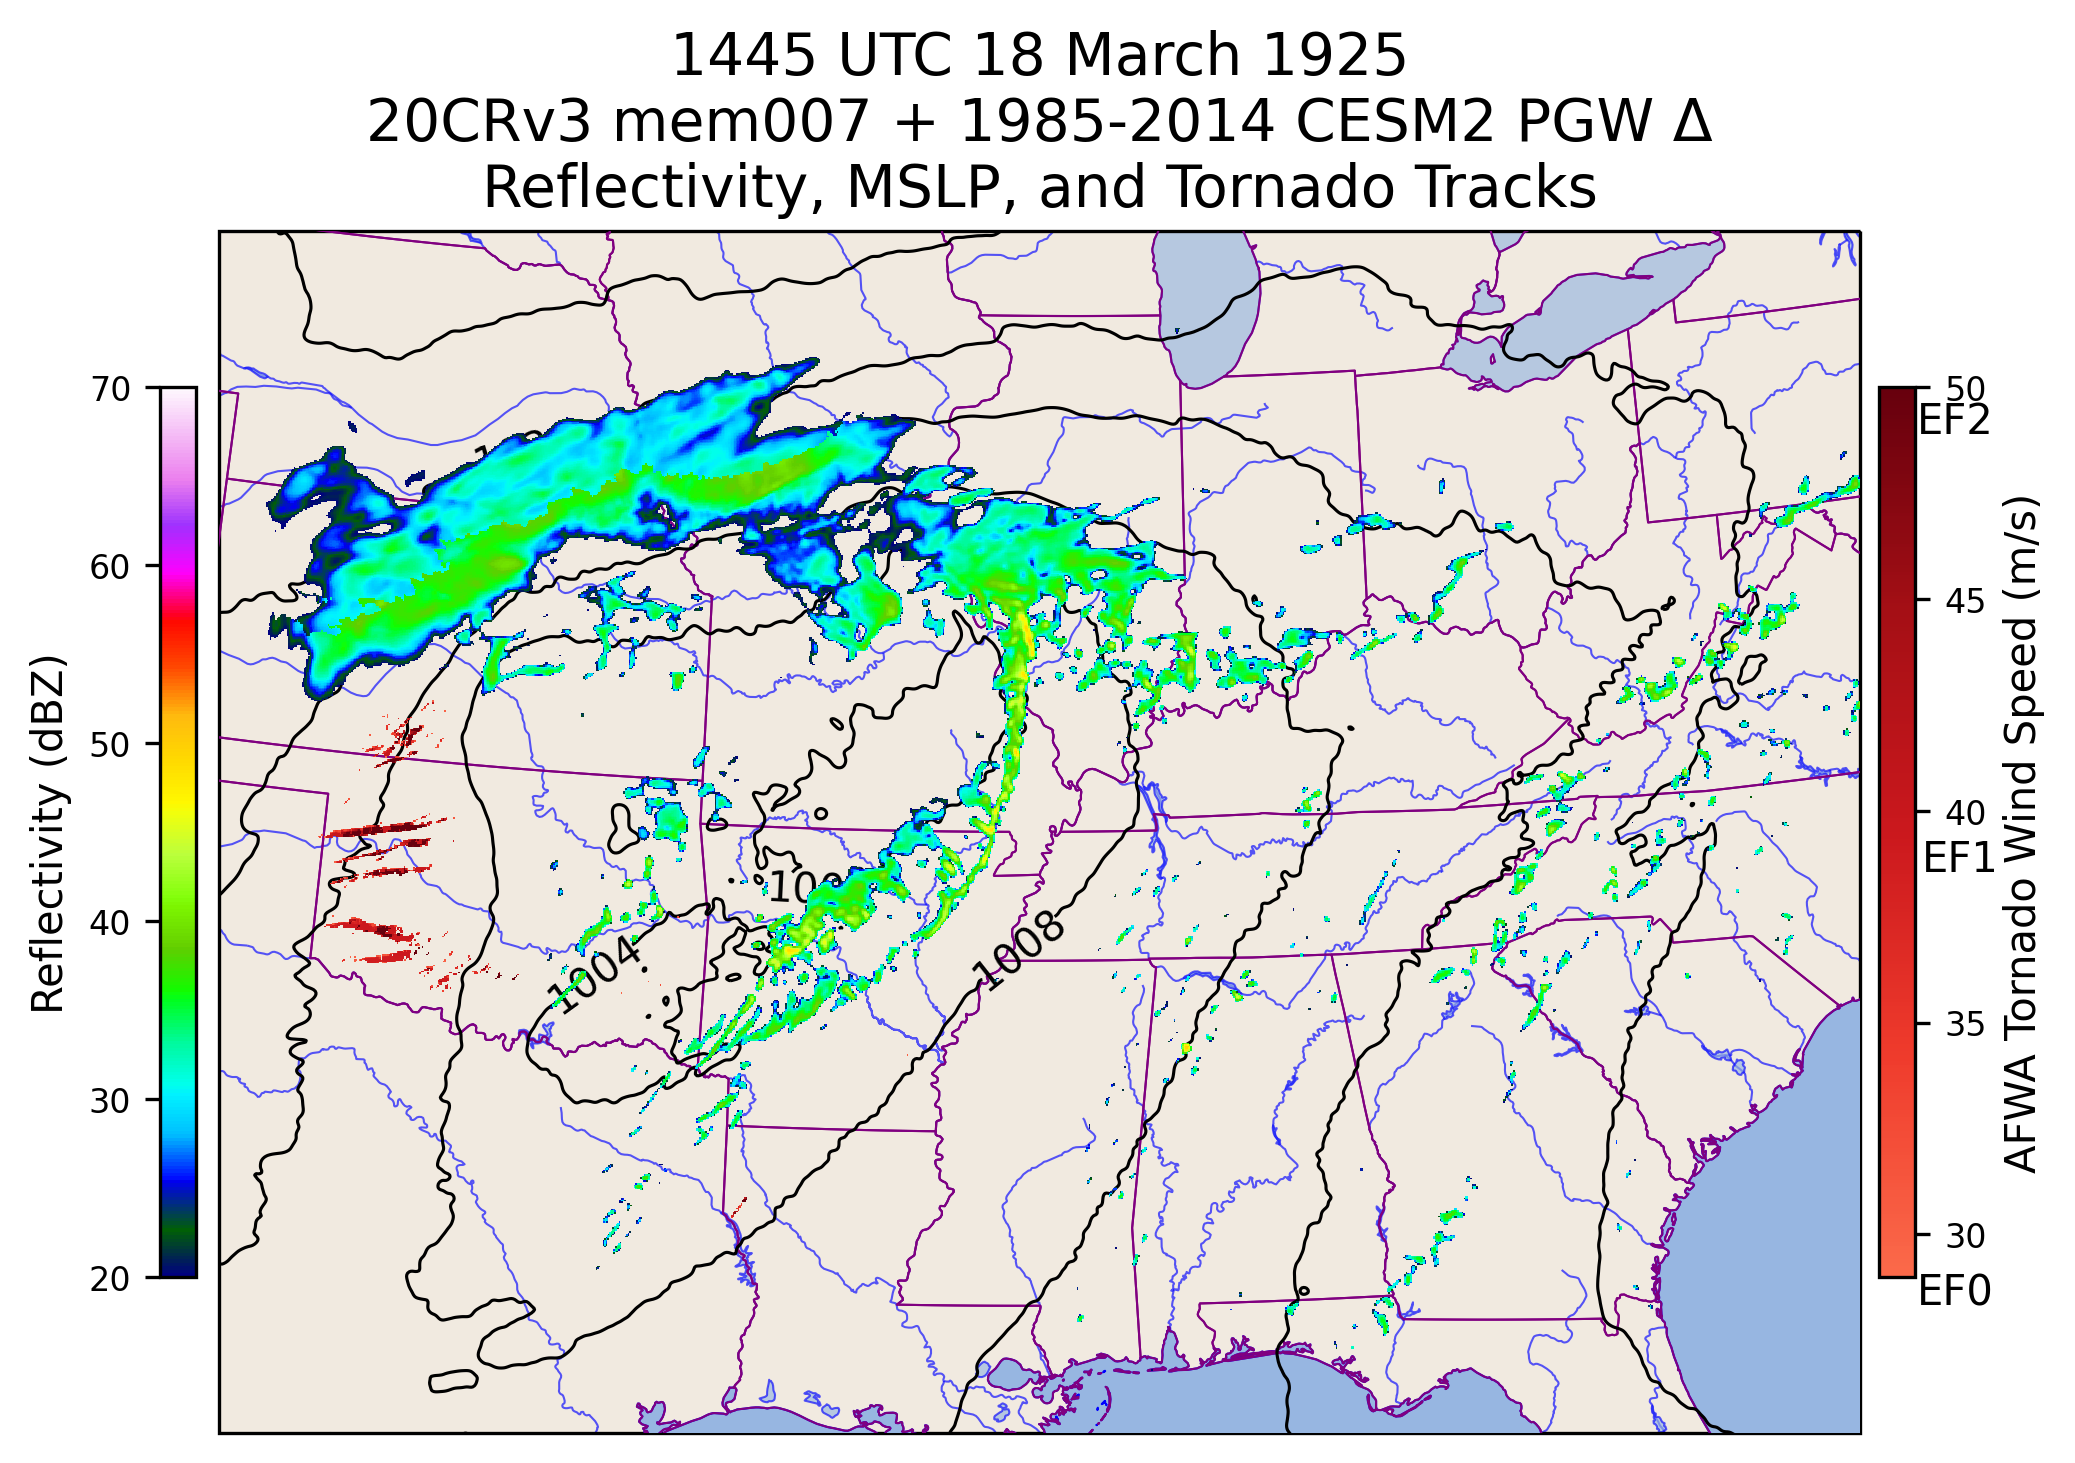 1445 UTC 18 March 1925
20CRv3 mem007 + 1985-2014 CESM2 PGW Δ
Reflectivity, MSLP, and Tornado Tracks
Reflectivity (dBZ)
70
60
50
40
30
20
1004
1008
50
EF2
45
40
EF1
35
30
EF0
AFWA Tornado Wind Speed (m/s)